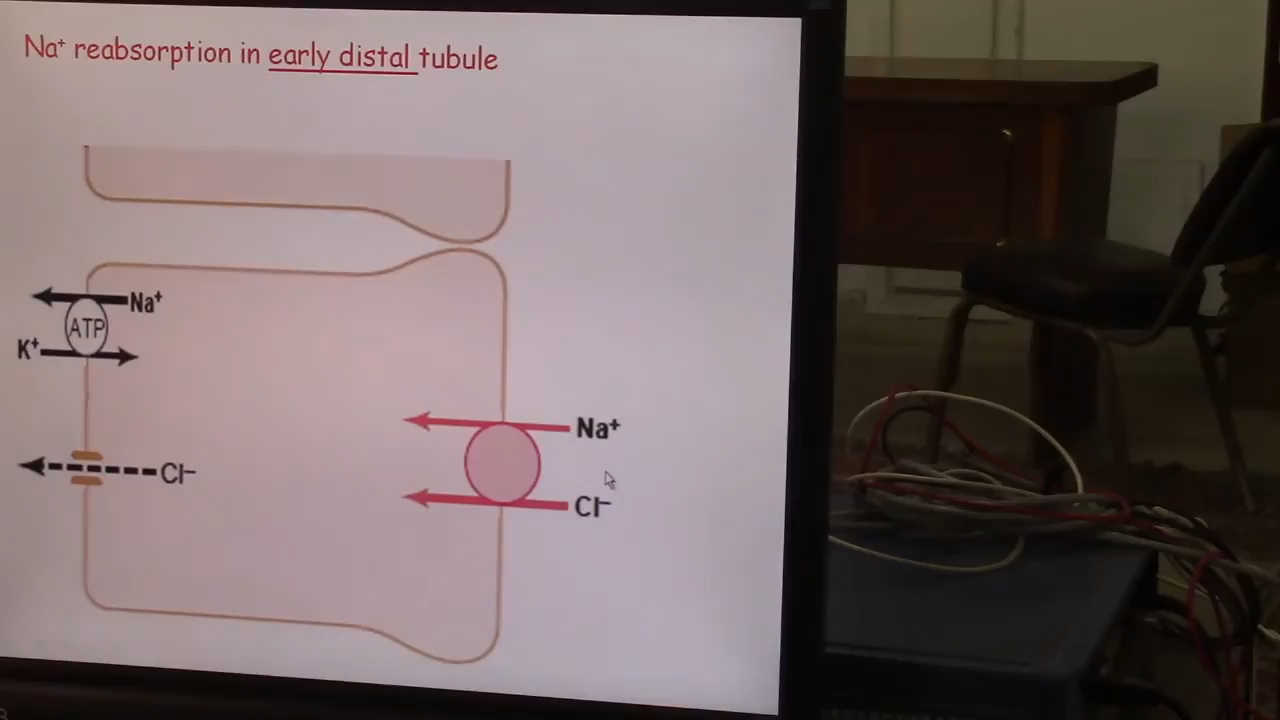 Na⁺ reabsorption in early distal tubule
Na⁺
ATP
K⁺
Na⁺
Cl⁻
Cl⁻